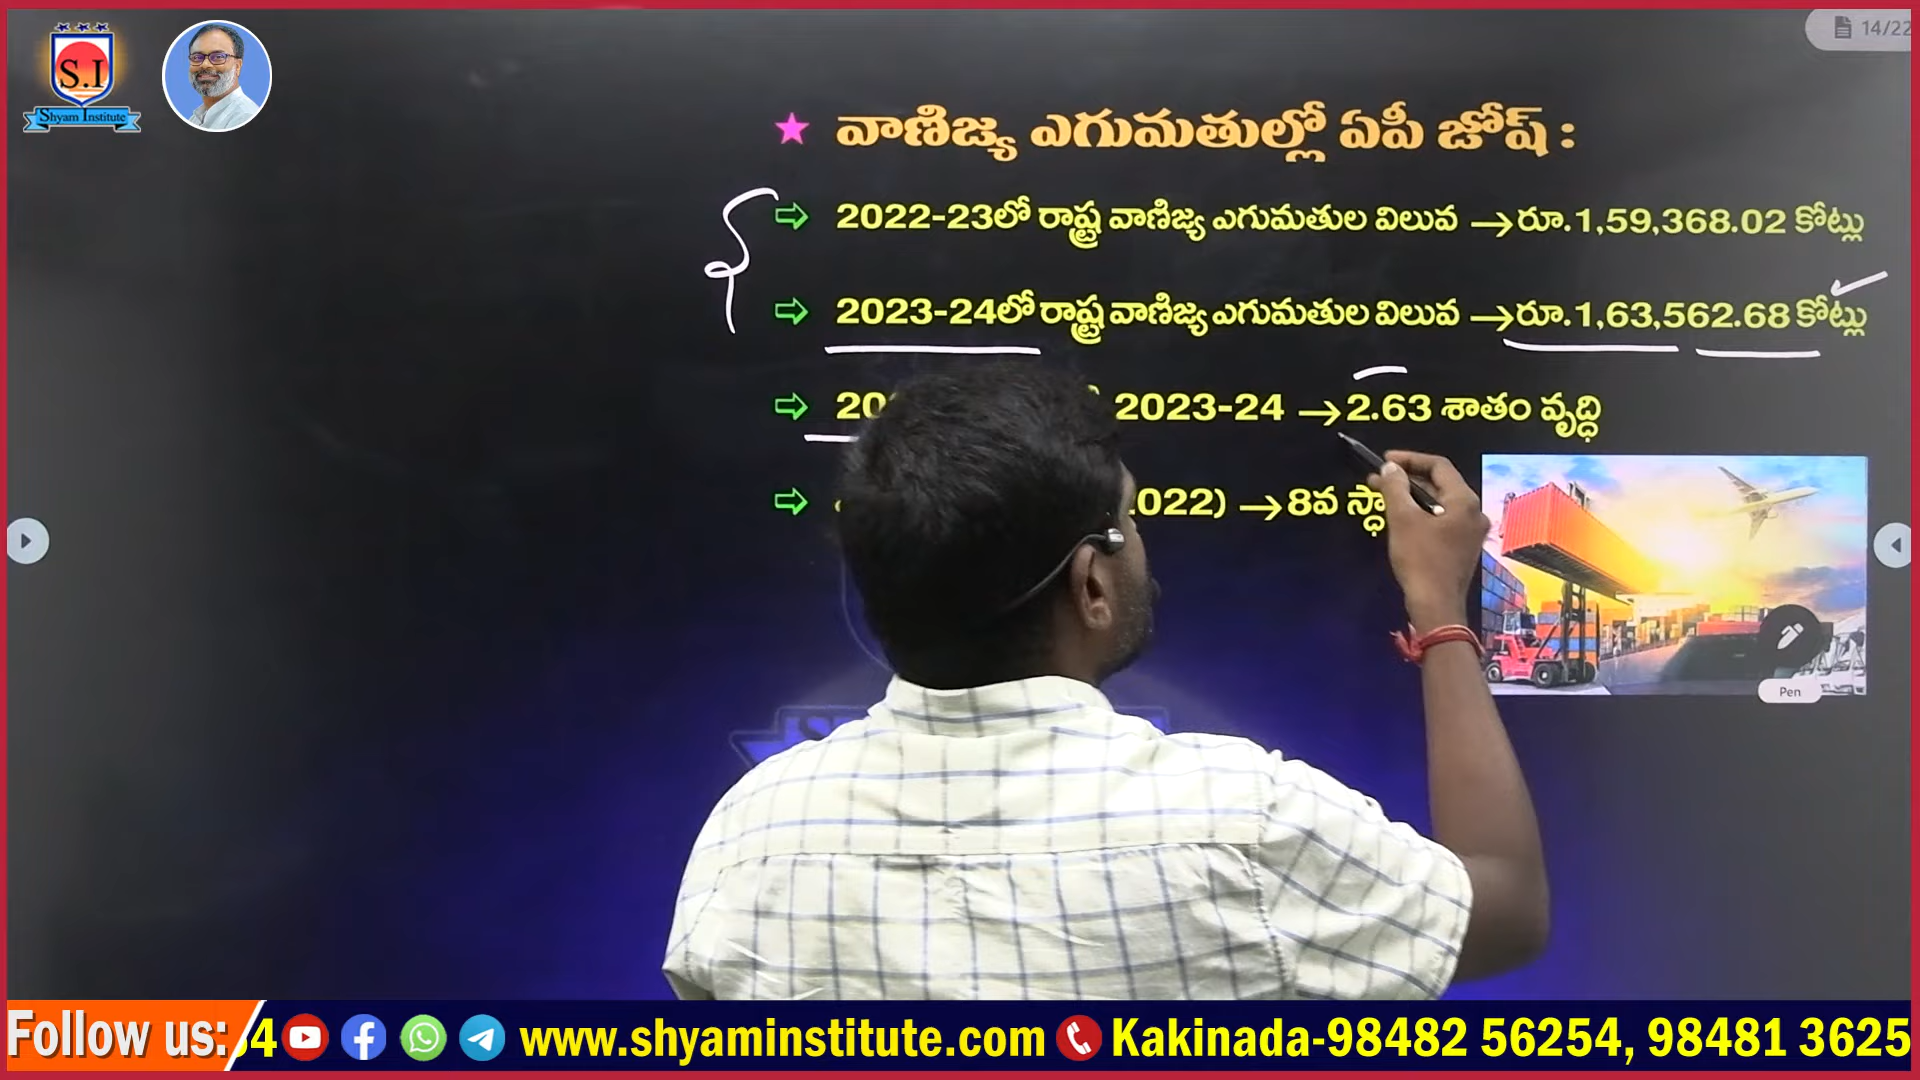 14/22
S.I
Shyam Institute
★ వాణిజ్య ఎగుమతుల్లో ఏపీ జోష్ :
⇨ 2022-23లో రాష్ట్ర వాణిజ్య ఎగుమతుల విలువ →రూ.1,59,368.02 కోట్లు
⇨ 2023-24లో రాష్ట్ర వాణిజ్య ఎగుమతుల విలువ →రూ.1,63,562.68 కోట్లు
⇨ 2023-24 →2.63 శాతం వృద్ధి
⇨ 2022) →8వ
Pen
Follow us: 4 www.shyaminstitute.com Kakinada-98482 56254, 98481 3625